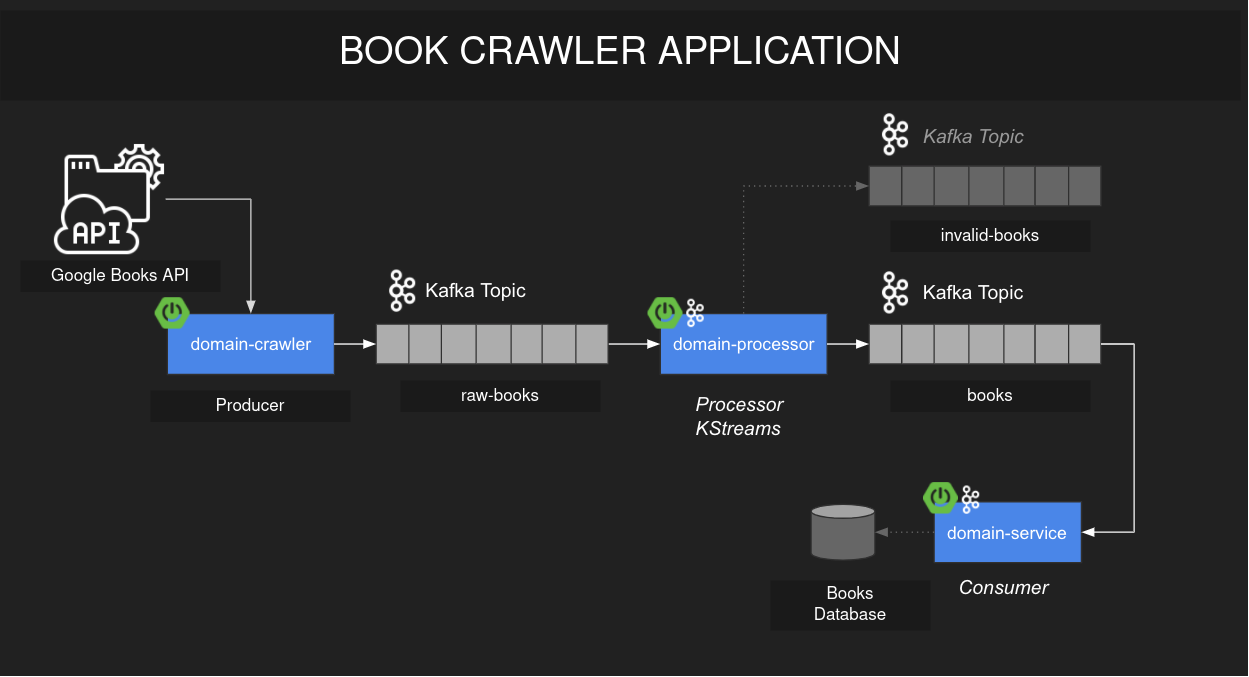 BOOK CRAWLER APPLICATION
API
Google Books API
Kafka Topic
invalid-books
Kafka Topic
raw-books
Kafka Topic
books
domain-crawler
Producer
domain-processor
Processor
KStreams
domain-service
Consumer
Books
Database